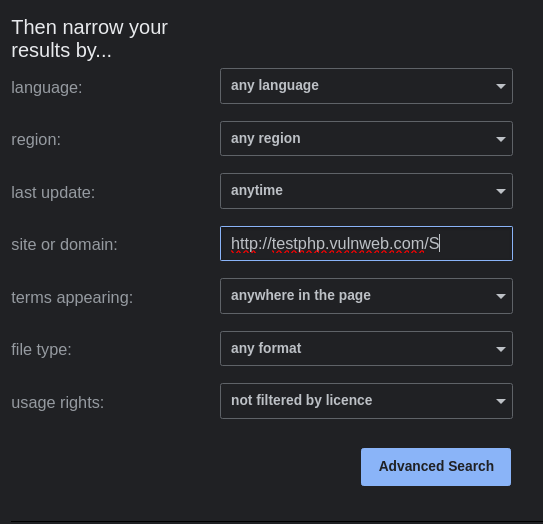 Then narrow your
results by...
language:
any language
region:
any region
last update:
anytime
site or domain:
http://testphp.vulnweb.com/S
terms appearing:
anywhere in the page
file type:
any format
usage rights:
not filtered by licence
Advanced Search